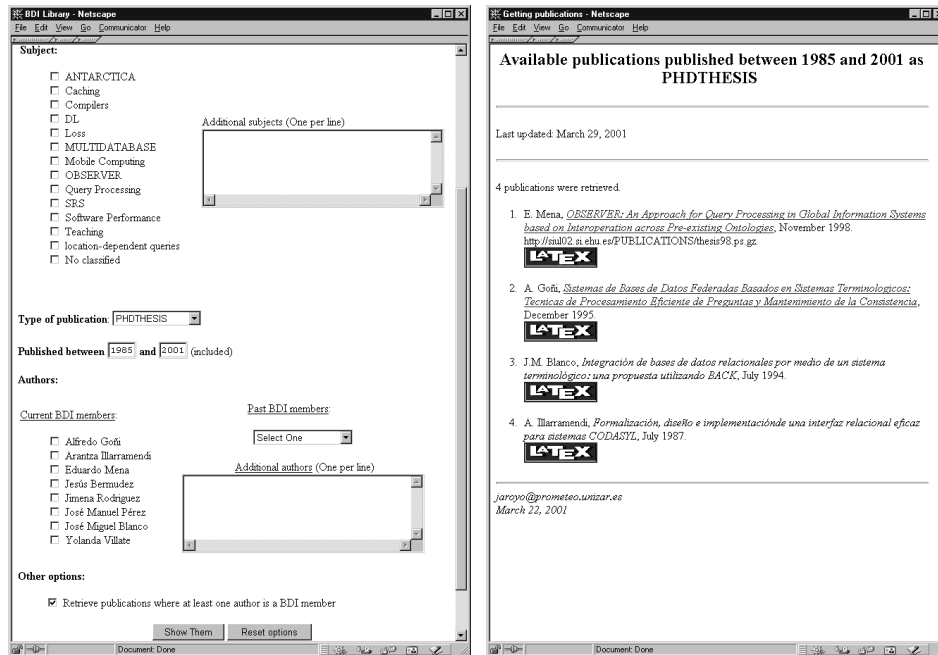 BDI Library - Netscape
File Edit View Go Communicator Help
Subject:
ANTARCTICA
Caching
Compilers
DL
Loss
MULTIDATABASE
Mobile Computing
OBSERVER
Query Processing
SRS
Software Performance
Teaching
location-dependent queries
No classified
Additional subjects (One per line)
Type of publication: PHDTHESIS
Published between 1985 and 2001 (included)
Authors:
Current BDI members:
Alfredo Goñi
Arantza Illarramendi
Eduardo Mena
Jesús Bermudez
Jimena Rodriguez
José Manuel Pérez
José Miguel Blanco
Yolanda Villate
Past BDI members:
Select One
Additional authors (One per line)
Other options:
Retrieve publications where at least one author is a BDI member
Show Them Reset options
Document: Done
Getting publications - Netscape
File Edit View Go Communicator Help
Available publications published between 1985 and 2001 as
PHDTHESIS
Last updated: March 29, 2001
4 publications were retrieved.
1. E. Mena, OBSERVER: An Approach for Query Processing in Global Information Systems
based on Interoperation across Pre-existing Ontologies, November 1998.
http://siul02.si.ehu.es/PUBLICATIONS/thesis98.ps.gz.
LATEX
2. A. Goñi, Sistemas de Bases de Datos Federadas Basados en Sistemas Terminologicos:
Tecnicas de Procesamiento Eficiente de Preguntas y Mantenimiento de la Consistencia,
December 1995.
LATEX
3. J.M. Blanco, Integración de bases de datos relacionales por medio de un sistema
terminológico: una propuesta utilizando BACK, July 1994.
LATEX
4. A. Illarramendi, Formalización, diseño e implementaciónde una interfaz relacional eficaz
para sistemas CODASYL, July 1987.
LATEX
jaroyo@prometeo.unizar.es
March 22, 2001
Document: Done